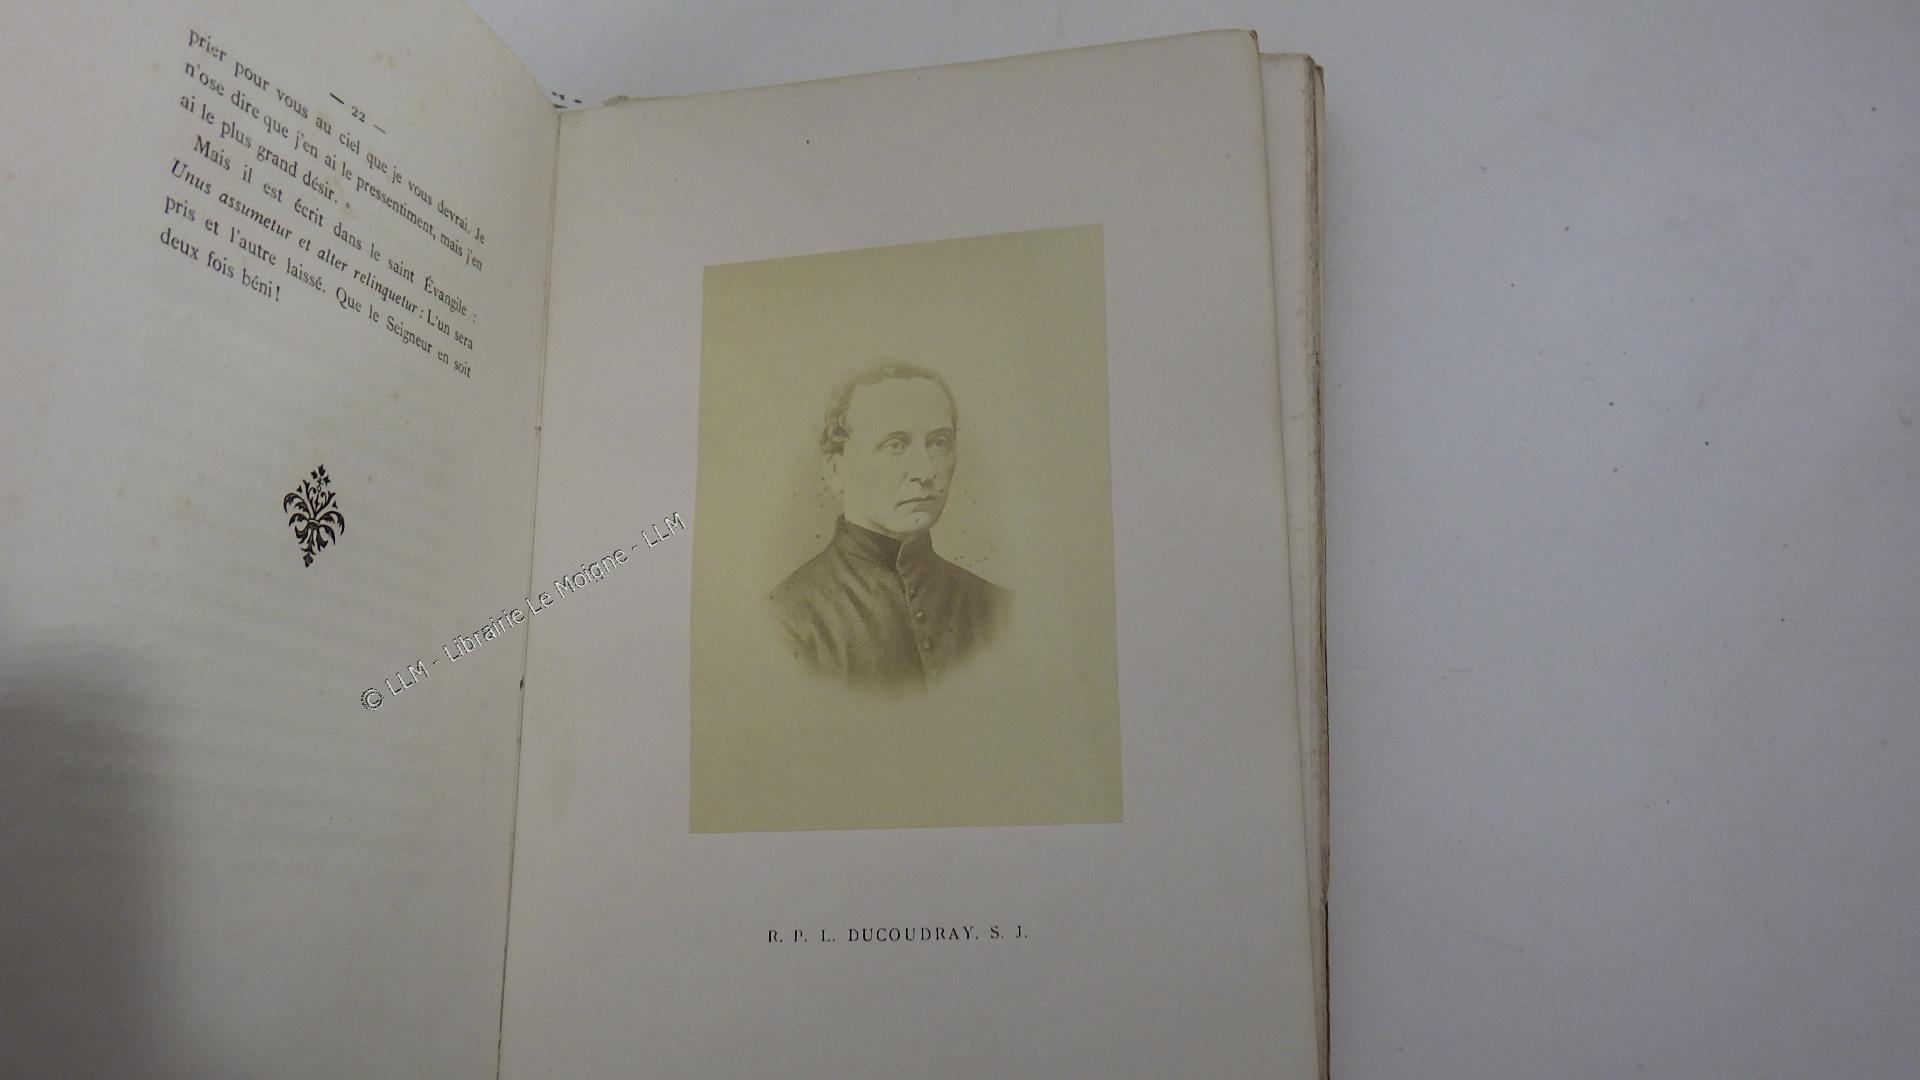 — 22 —
prier pour vous au ciel que je vous devrai. Je
n'ose dire que j'en ai le pressentiment, mais j'en
ai le plus grand désir.
Mais il est écrit dans le saint Évangile :
Unus assumetur et alter relinquetur : L'un sera
pris et l'autre laissé. Que le Seigneur en soit
deux fois béni!
R. P. L. DUCOUDRAY. S. J.
© LLM - Librairie Le Moigne - LLM